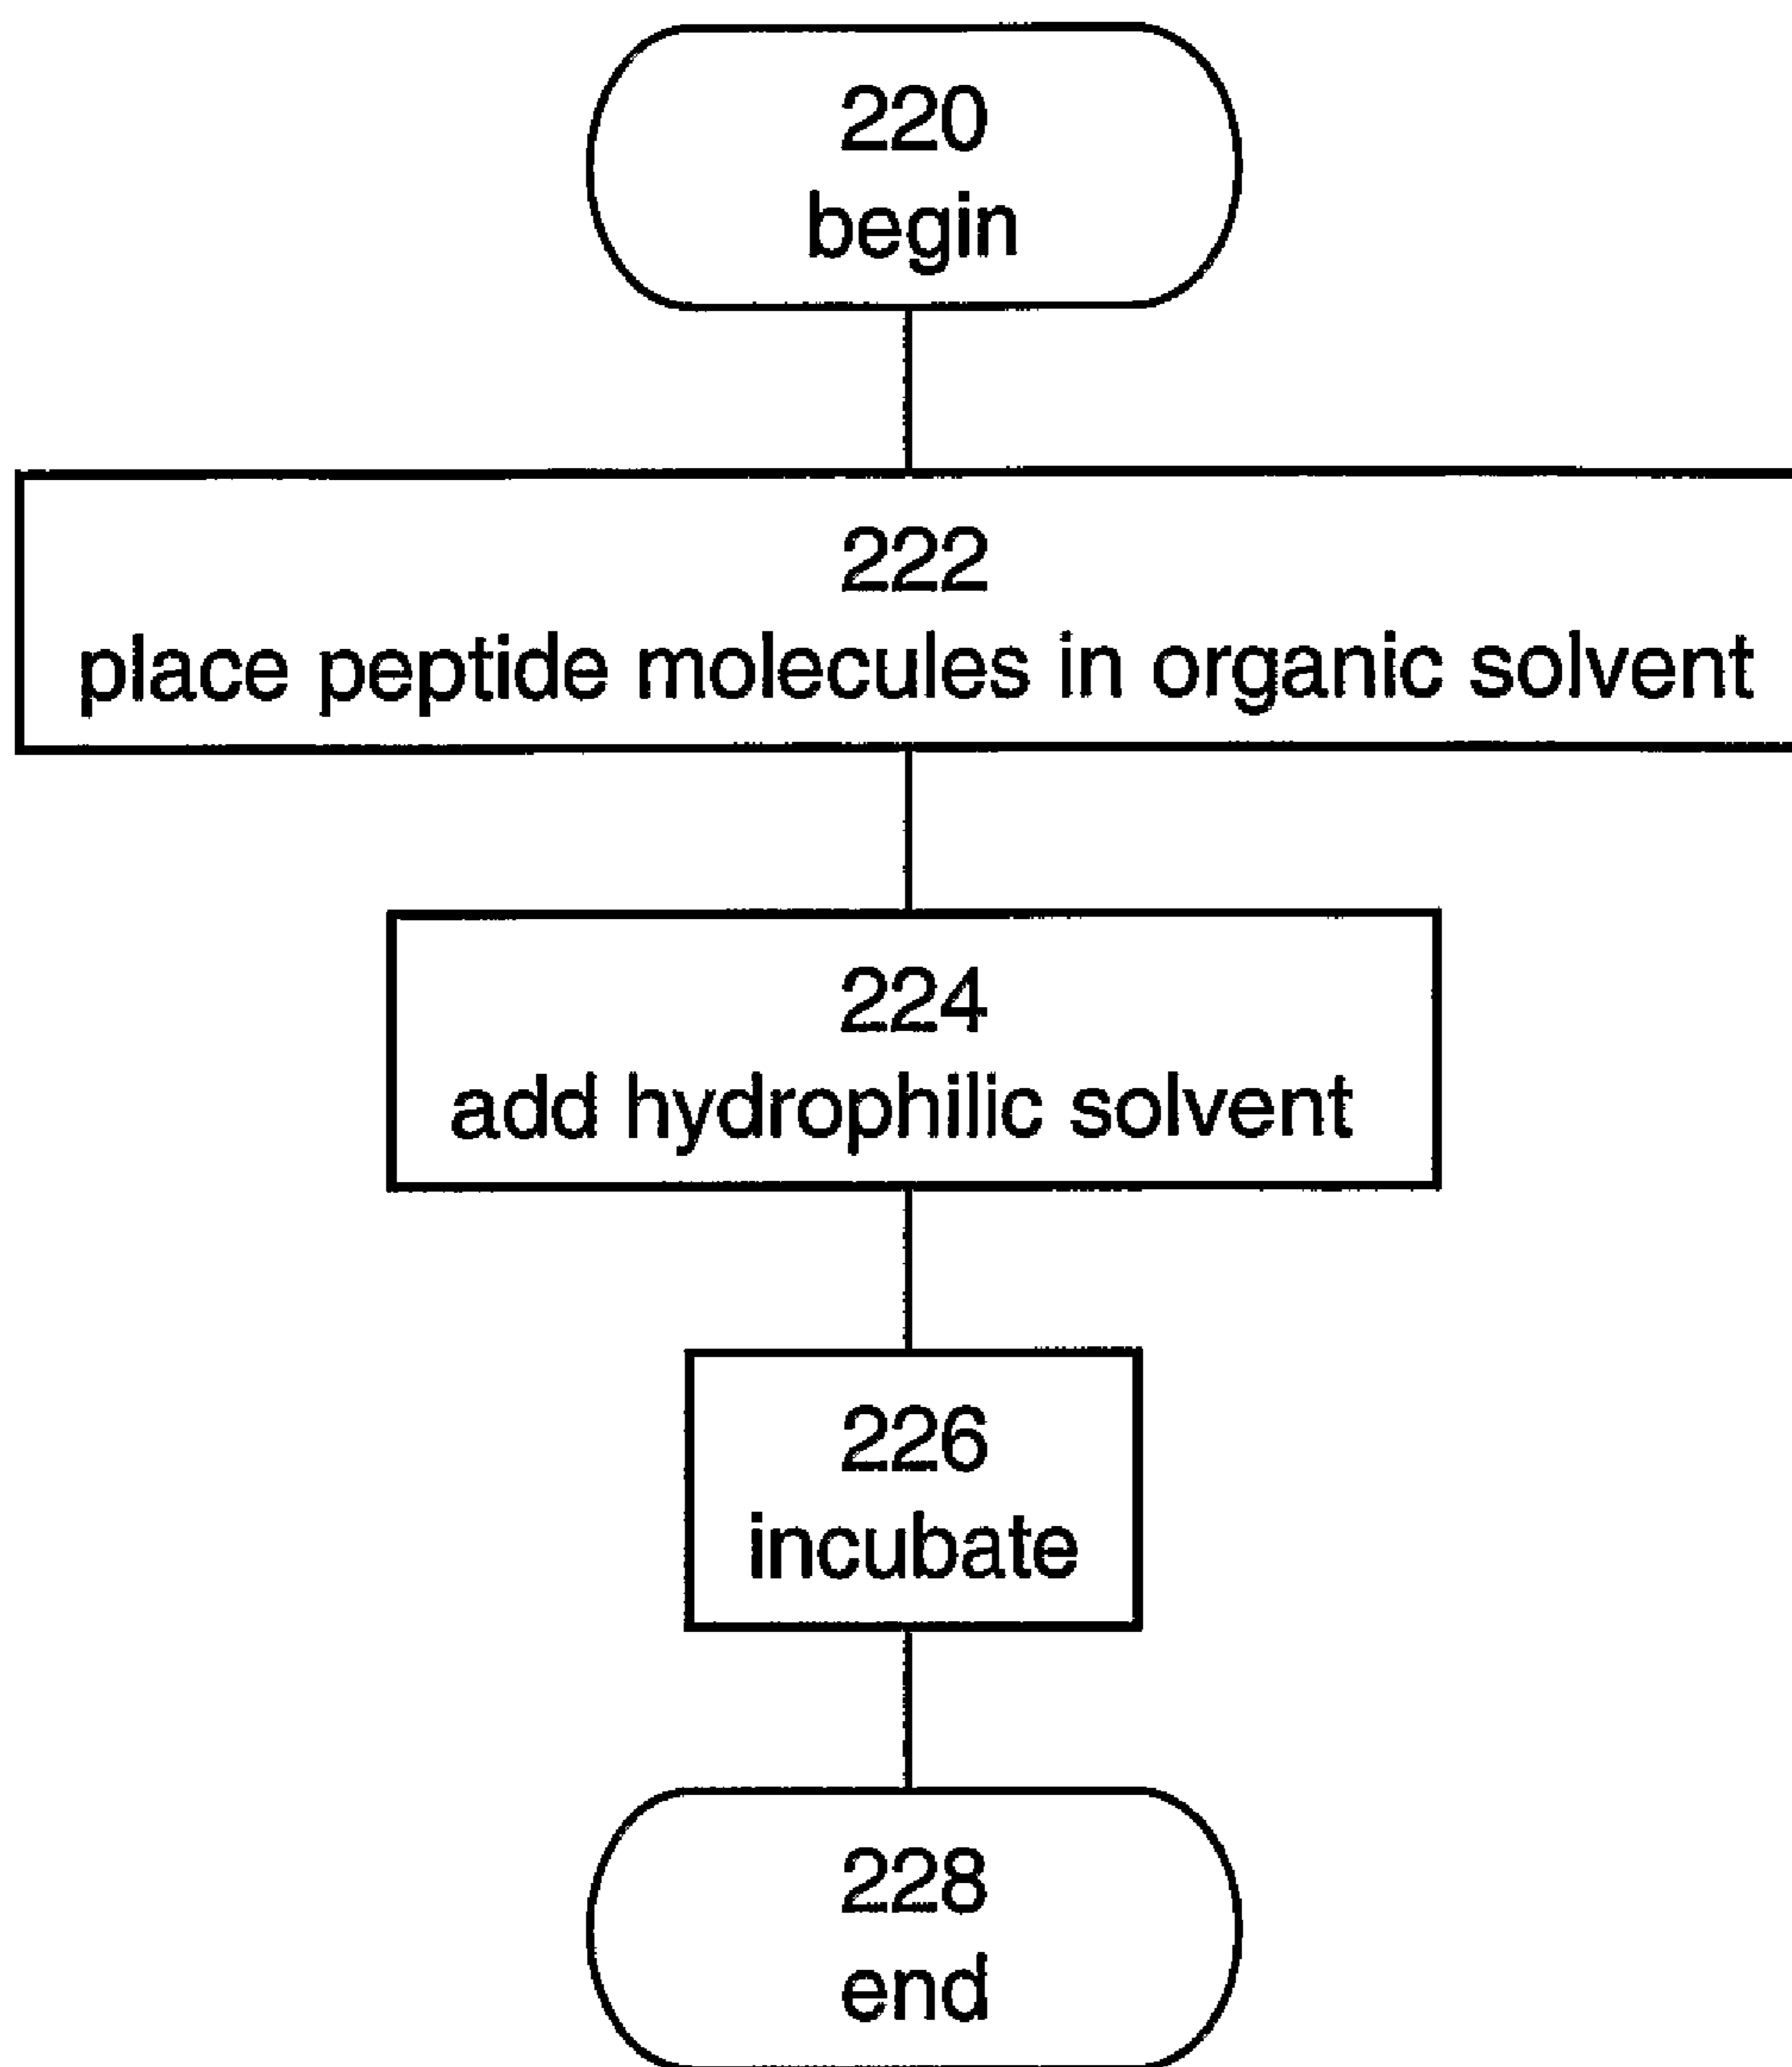 220
begin
222
place peptide molecules in organic solvent
224
add hydrophilic solvent
226
incubate
228
end